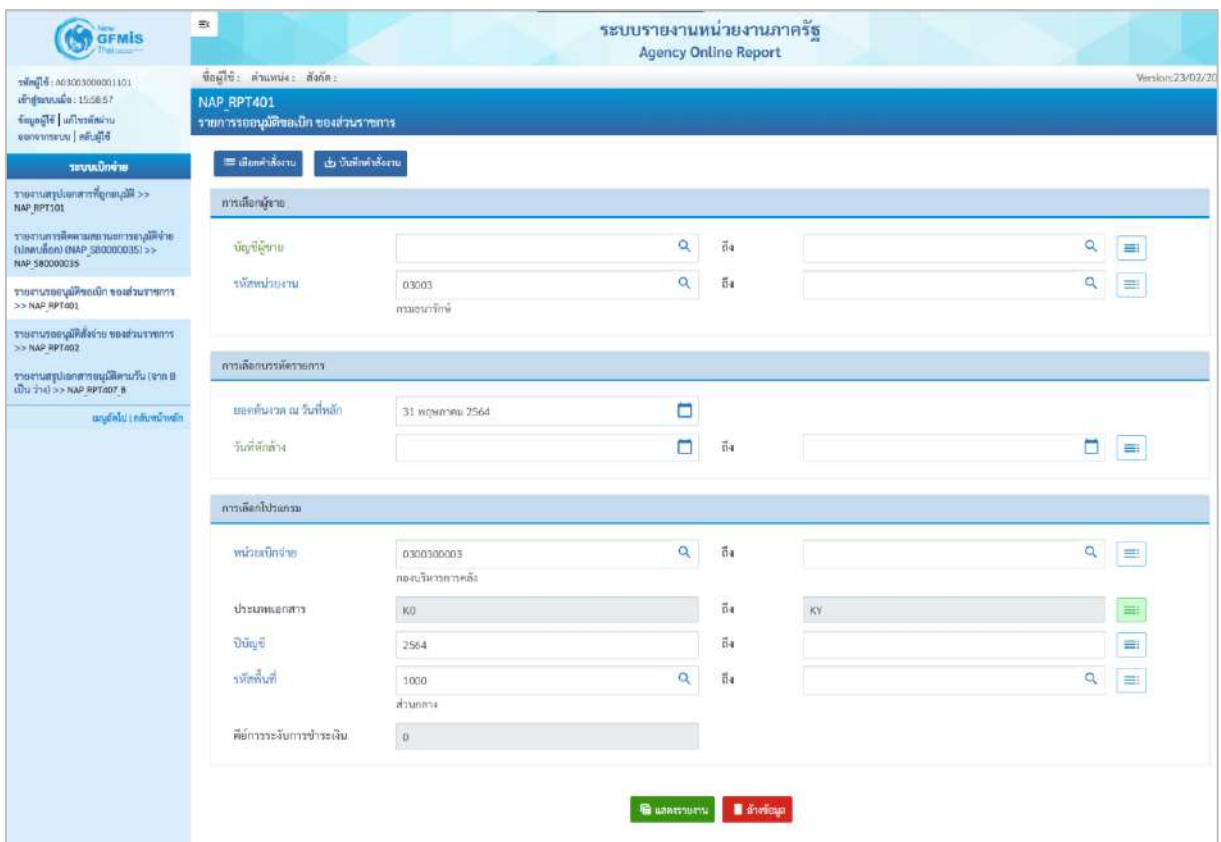 New
GFMIS
Thai
ระบบรายงานหน่วยงานภาครัฐ
Agency Online Report
รหัสผู้ใช้ : A03003000001101
เข้าสู่ระบบเมื่อ : 15:58:57
ข้อมูลผู้ใช้ | แก้ไขรหัสผ่าน
ออกจากระบบ | กลับผู้ใช้
ระบบเบิกจ่าย
รายงานสรุปเอกสารที่ถูกอนุมัติ >>
NAP_RPT101
รายงานการติดตามสถานะการอนุมัติจ่าย
(ปลดบล็อก) (NAP_S80000035) >>
NAP_S80000035
รายงานรออนุมัติขอเบิก ของส่วนราชการ
>> NAP_RPT401
รายงานรออนุมัติสั่งจ่าย ของส่วนราชการ
>> NAP_RPT402
รายงานสรุปเอกสารอนุมัติตามวัน (จาก B
เป็น ว่าง) >> NAP_RPT407_B
เมนูถัดไป | กลับหน้าหลัก
ชื่อผู้ใช้ : ตำแหน่ง : สังกัด :
Version:23/02/20
NAP_RPT401
รายการรออนุมัติขอเบิก ของส่วนราชการ
เลือกคำสั่งงาน บันทึกคำสั่งงาน
การเลือกผู้ขาย
บัญชีผู้ขาย ถึง
รหัสหน่วยงาน 03003 ถึง
กรมธนารักษ์
การเลือกบรรทัดรายการ
ยอดต้นงวด ณ วันที่หลัก 31 พฤษภาคม 2564
วันที่หักล้าง ถึง
การเลือกโปรแกรม
หน่วยเบิกจ่าย 0300300003 ถึง
กองบริหารการคลัง
ประเภทเอกสาร K0 ถึง KY
ปีบัญชี 2564 ถึง
รหัสพื้นที่ 1000 ถึง
ส่วนกลาง
คีย์การระงับการชำระเงิน 0
แสดงรายงาน ล้างข้อมูล